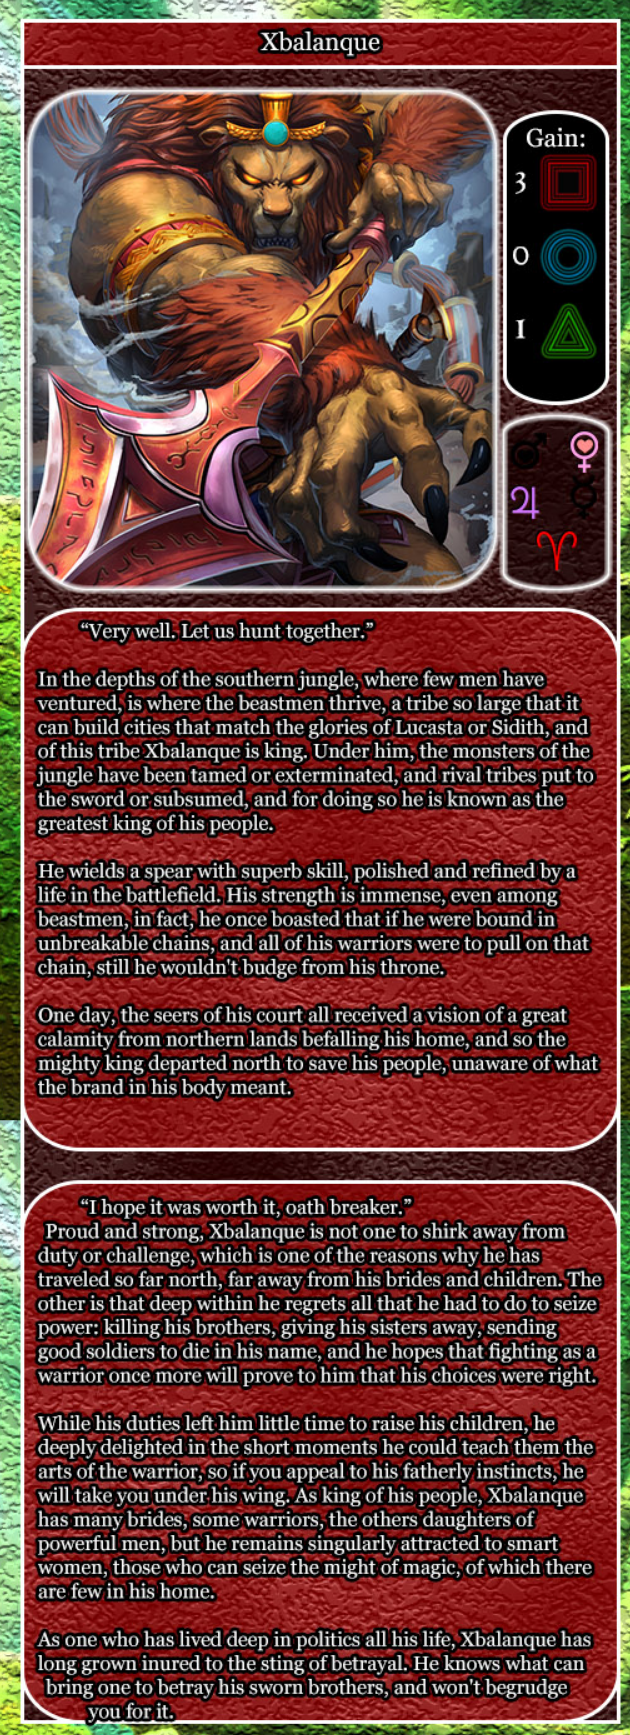 Xbalanque
Gain:
3
0
1
“Very well. Let us hunt together.”
In the depths of the southern jungle, where few men have
ventured, is where the beastmen thrive, a tribe so large that it
can build cities that match the glories of Lucasta or Sidith, and
of this tribe Xbalanque is king. Under him, the monsters of the
jungle have been tamed or exterminated, and rival tribes put to
the sword or subsumed, and for doing so he is known as the
greatest king of his people.
He wields a spear with superb skill, polished and refined by a
life in the battlefield. His strength is immense, even among
beastmen, in fact, he once boasted that if he were bound in
unbreakable chains, and all of his warriors were to pull on that
chain, still he wouldn't budge from his throne.
One day, the seers of his court all received a vision of a great
calamity from northern lands befalling his home, and so the
mighty king departed north to save his people, unaware of what
the brand in his body meant.
“I hope it was worth it, oath breaker.”
Proud and strong, Xbalanque is not one to shirk away from
duty or challenge, which is one of the reasons why he has
traveled so far north, far away from his brides and children. The
other is that deep within he regrets all that he had to do to seize
power: killing his brothers, giving his sisters away, sending
good soldiers to die in his name, and he hopes that fighting as a
warrior once more will prove to him that his choices were right.
While his duties left him little time to raise his children, he
deeply delighted in the short moments he could teach them the
arts of the warrior, so if you appeal to his fatherly instincts, he
will take you under his wing. As king of his people, Xbalanque
has many brides, some warriors, the others daughters of
powerful men, but he remains singularly attracted to smart
women, those who can seize the might of magic, of which there
are few in his home.
As one who has lived deep in politics all his life, Xbalanque has
long grown inured to the sting of betrayal. He knows what can
bring one to betray his sworn brothers, and won't begrudge
you for it.